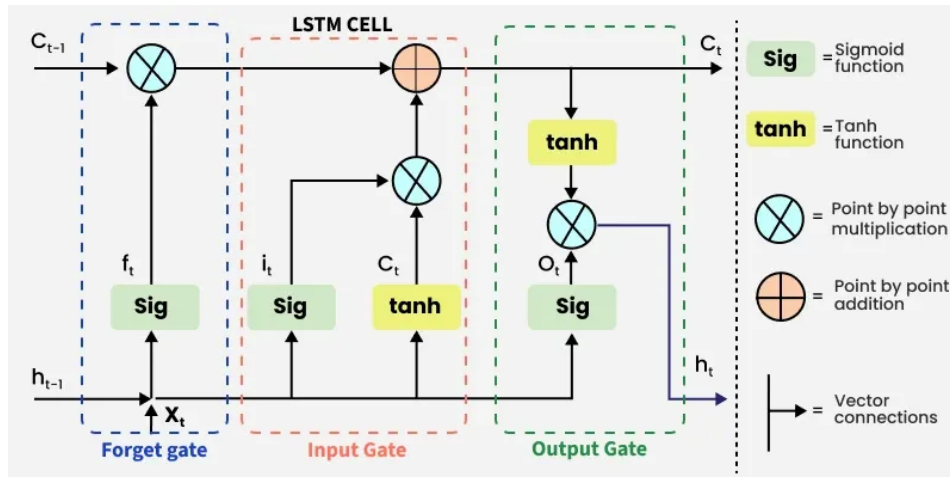 LSTM CELL
C_{t-1}
C_t
Sig
=Sigmoid
function
tanh
=Tanh
function
tanh
= Point by point
multiplication
f_t
i_t
C_t
O_t
Sig
Sig
tanh
Sig
= Point by point
addition
h_{t-1}
X_t
h_t
= Vector
connections
Forget gate
Input Gate
Output Gate